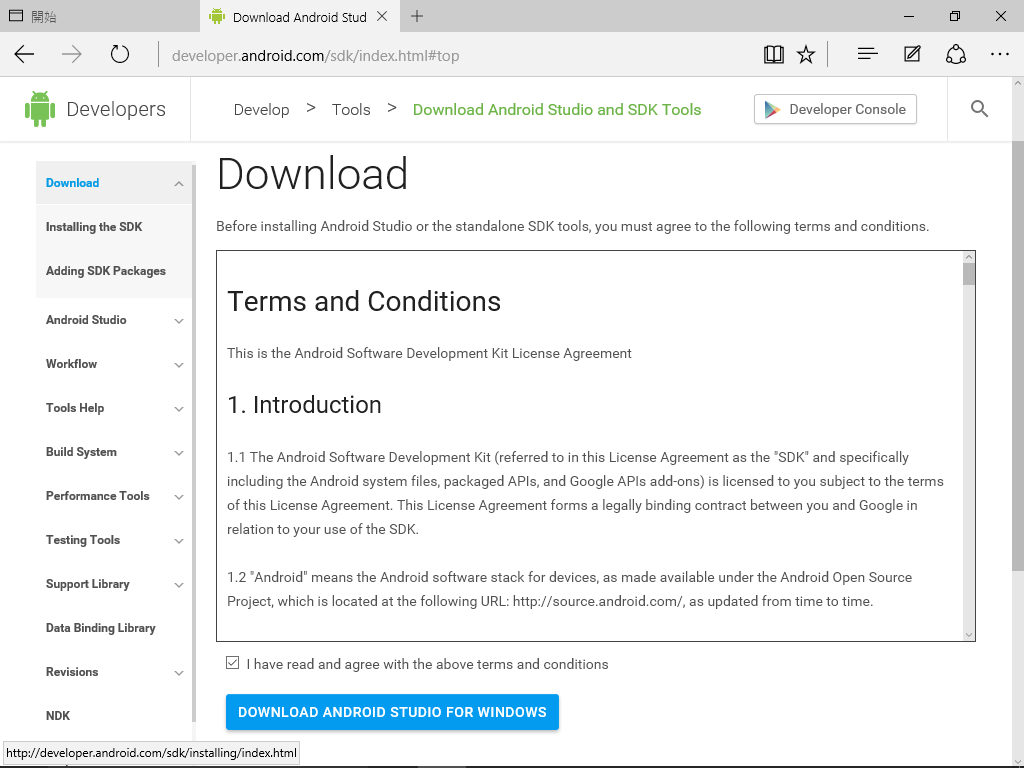 開始
Download Android Stud
developer.android.com/sdk/index.html#top
Developers
Develop > Tools > Download Android Studio and SDK Tools
Developer Console
Download
Installing the SDK
Adding SDK Packages
Android Studio
Workflow
Tools Help
Build System
Performance Tools
Testing Tools
Support Library
Data Binding Library
Revisions
NDK
Download
Before installing Android Studio or the standalone SDK tools, you must agree to the following terms and conditions.
Terms and Conditions
This is the Android Software Development Kit License Agreement
1. Introduction
1.1 The Android Software Development Kit (referred to in this License Agreement as the "SDK" and specifically
including the Android system files, packaged APIs, and Google APIs add-ons) is licensed to you subject to the terms
of this License Agreement. This License Agreement forms a legally binding contract between you and Google in
relation to your use of the SDK.
1.2 "Android" means the Android software stack for devices, as made available under the Android Open Source
Project, which is located at the following URL: http://source.android.com/, as updated from time to time.
I have read and agree with the above terms and conditions
DOWNLOAD ANDROID STUDIO FOR WINDOWS
http://developer.android.com/sdk/installing/index.html